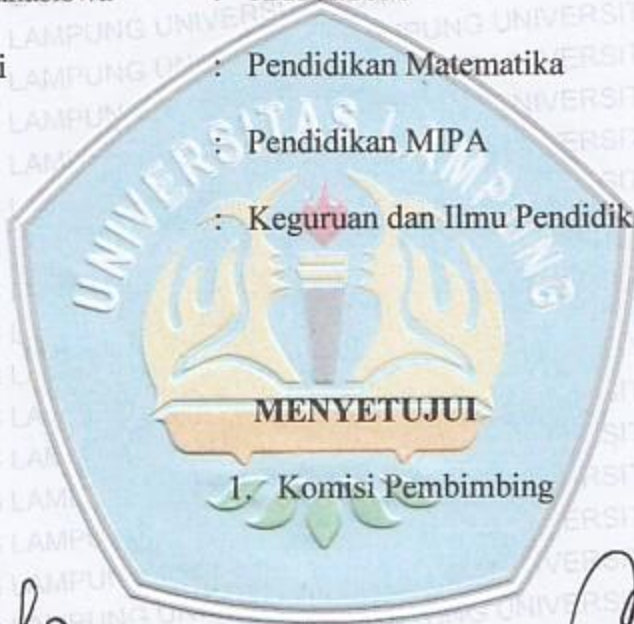 : Pendidikan Matematika
: Pendidikan MIPA
: Keguruan dan Ilmu Pendidik
UNIVERSITAS LAMPUNG
MENYETUJUI
1. Komisi Pembimbing